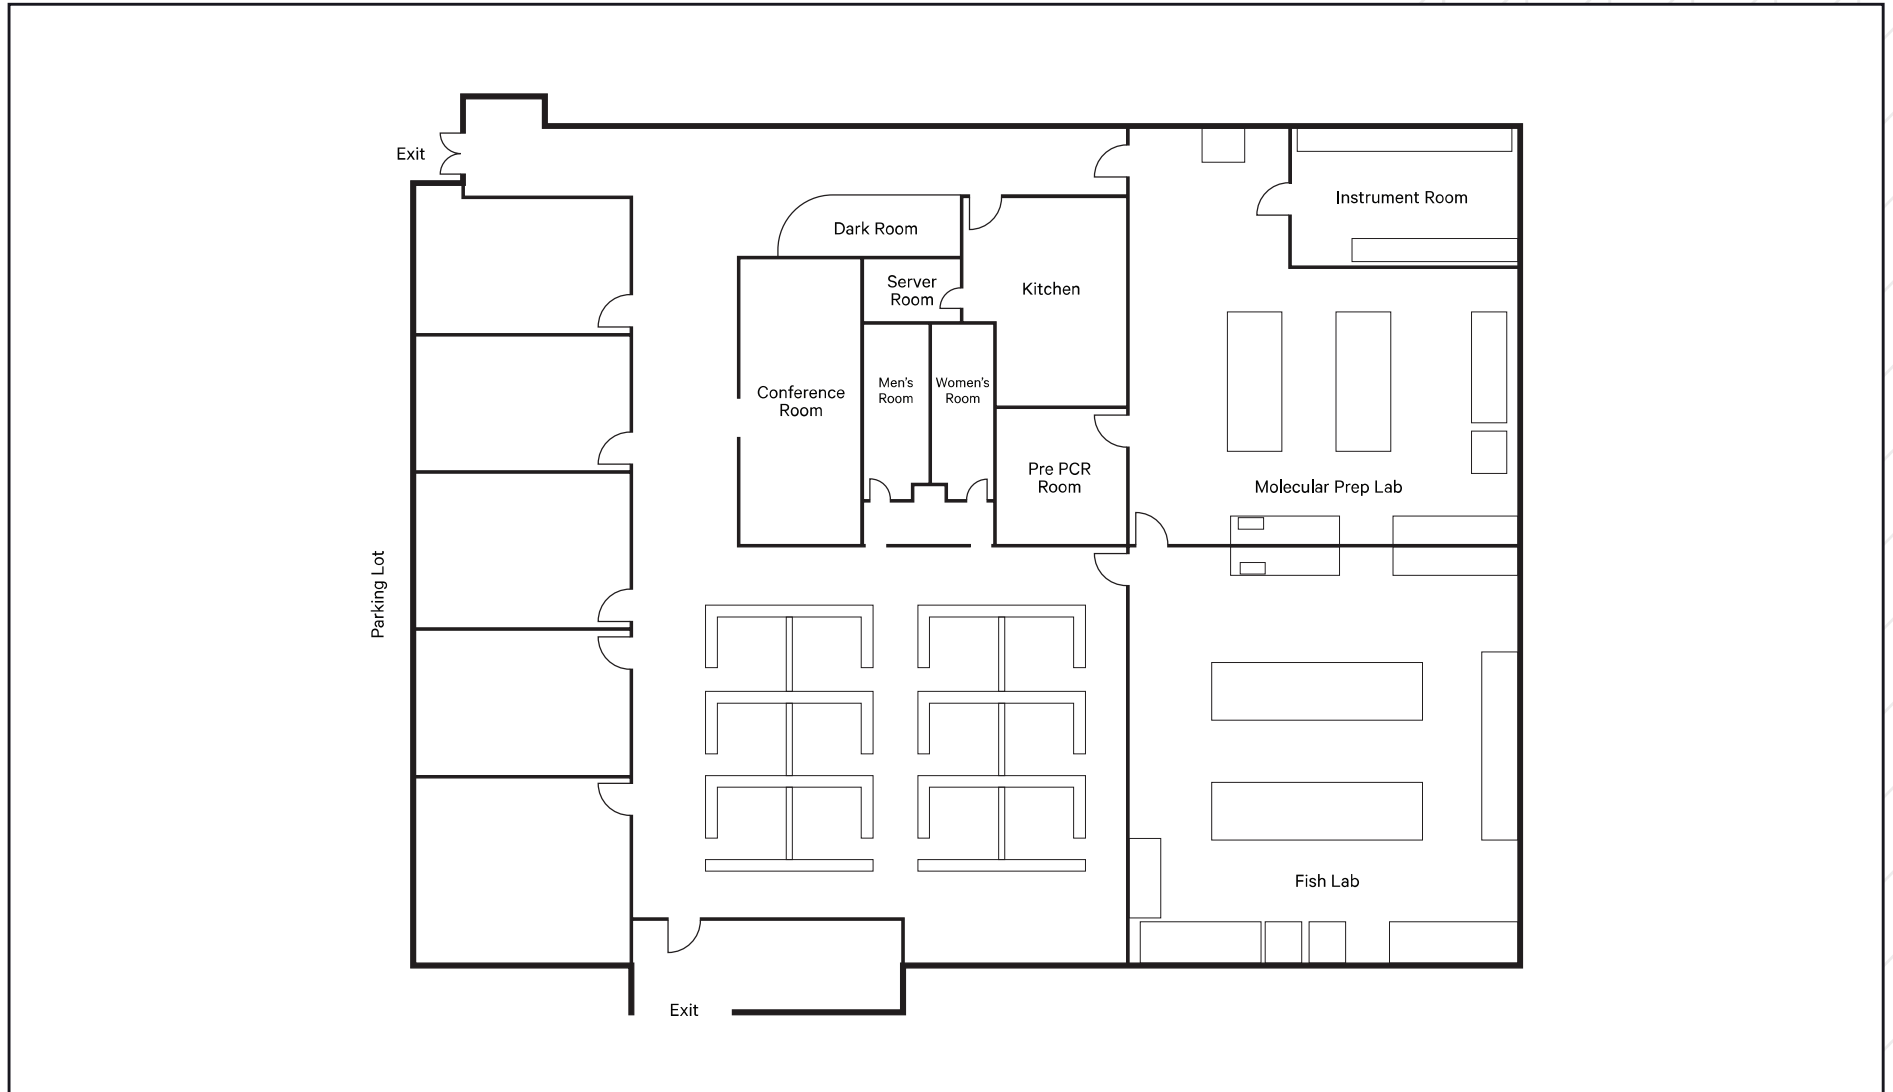 Exit
Instrument Room
Dark Room
Server
Room
Kitchen
Conference
Room
Men's
Room
Women's
Room
Pre PCR
Room
Molecular Prep Lab
Parking Lot
Fish Lab
Exit